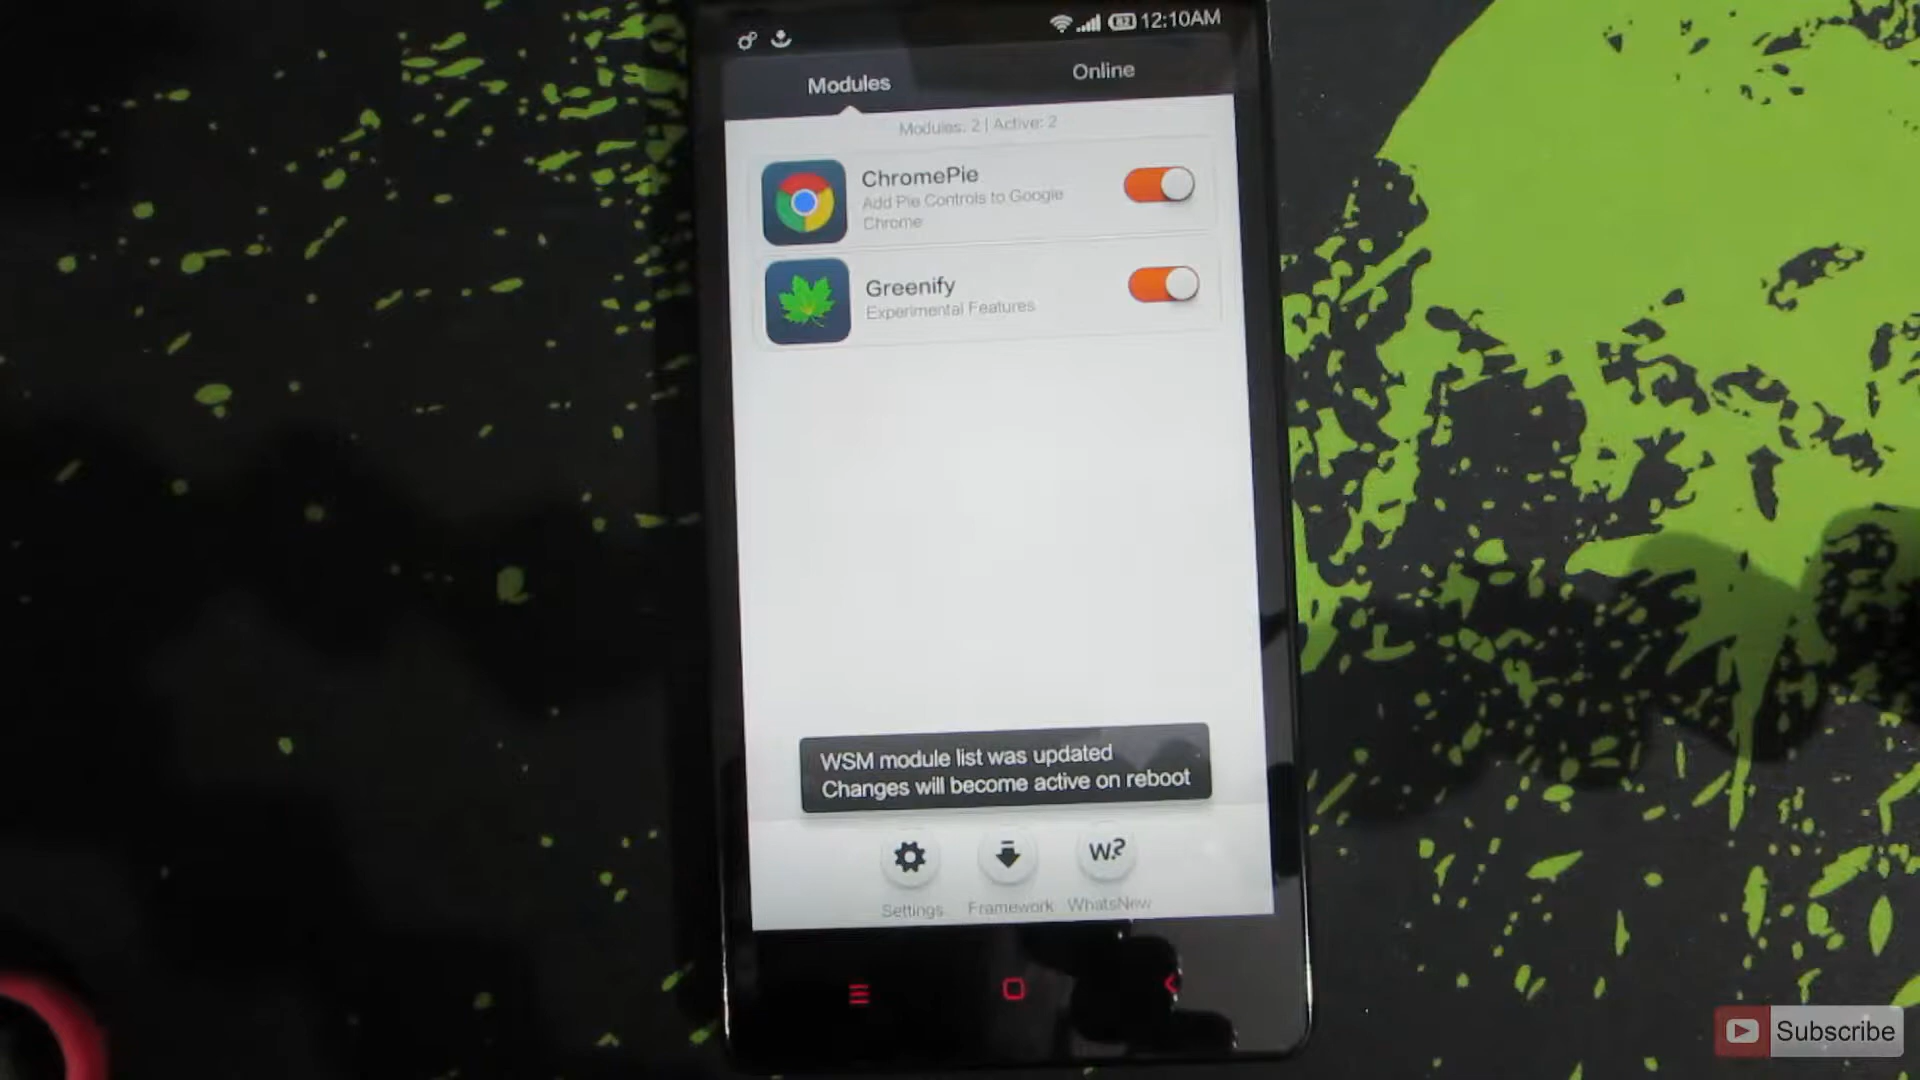 82 12:10AM
Modules
Online
Modules: 2 | Active: 2
ChromePie
Add Pie Controls to Google
Chrome
Greenify
Experimental Features
WSM module list was updated
Changes will become active on reboot
W?
Settings
Framework
WhatsNew
Subscribe